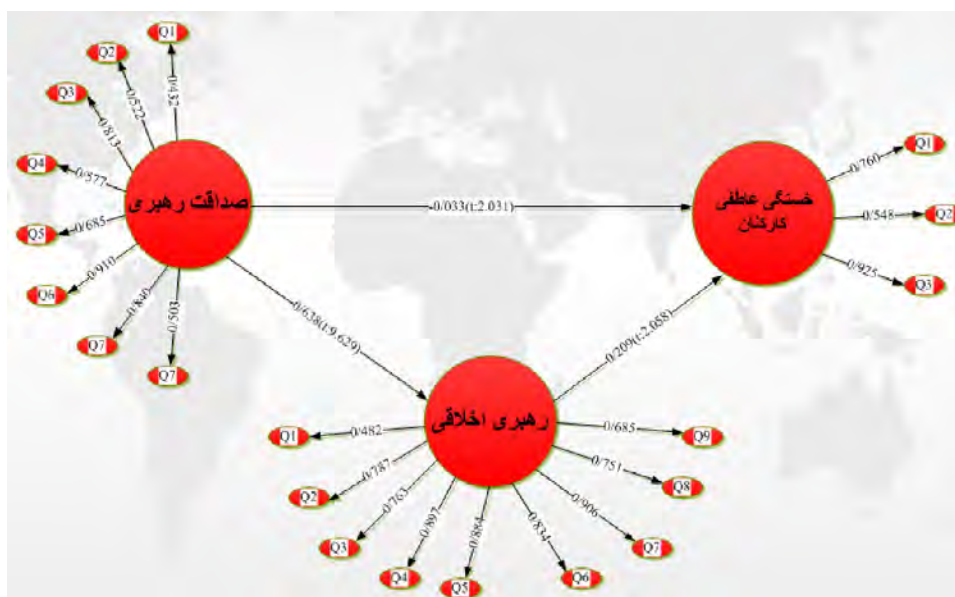 Q1
Q2
Q3
Q4
Q5
Q6
Q7
Q7
0/432
0/522
0/813
0/577
0/685
0/910
0/840
0/503
صداقت رهبری
-0/033(t:2.031)
خستگی عاطفی
کارکنان
0/760
0/548
0/925
Q1
Q2
Q3
0/638(t:9.629)
0/209(t:2.058)
رهبری اخلاقی
0/482
0/787
0/763
0/897
0/884
0/834
0/906
0/751
0/685
Q1
Q2
Q3
Q4
Q5
Q6
Q7
Q8
Q9